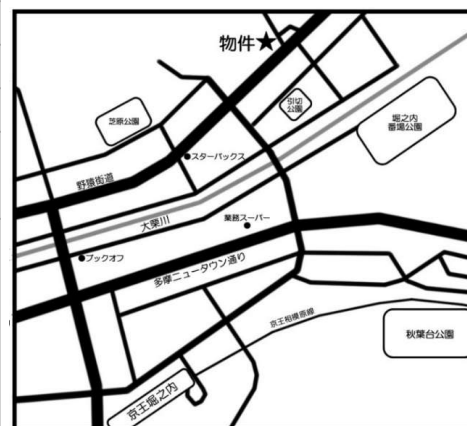 物件★
引切
公園
堀之内
番場公園
芝原公園
スターバックス
野猿街道
大栗川
業務スーパー
ブックオフ
多摩ニュータウン通り
京王相模原線
秋葉台公園
京王堀之内